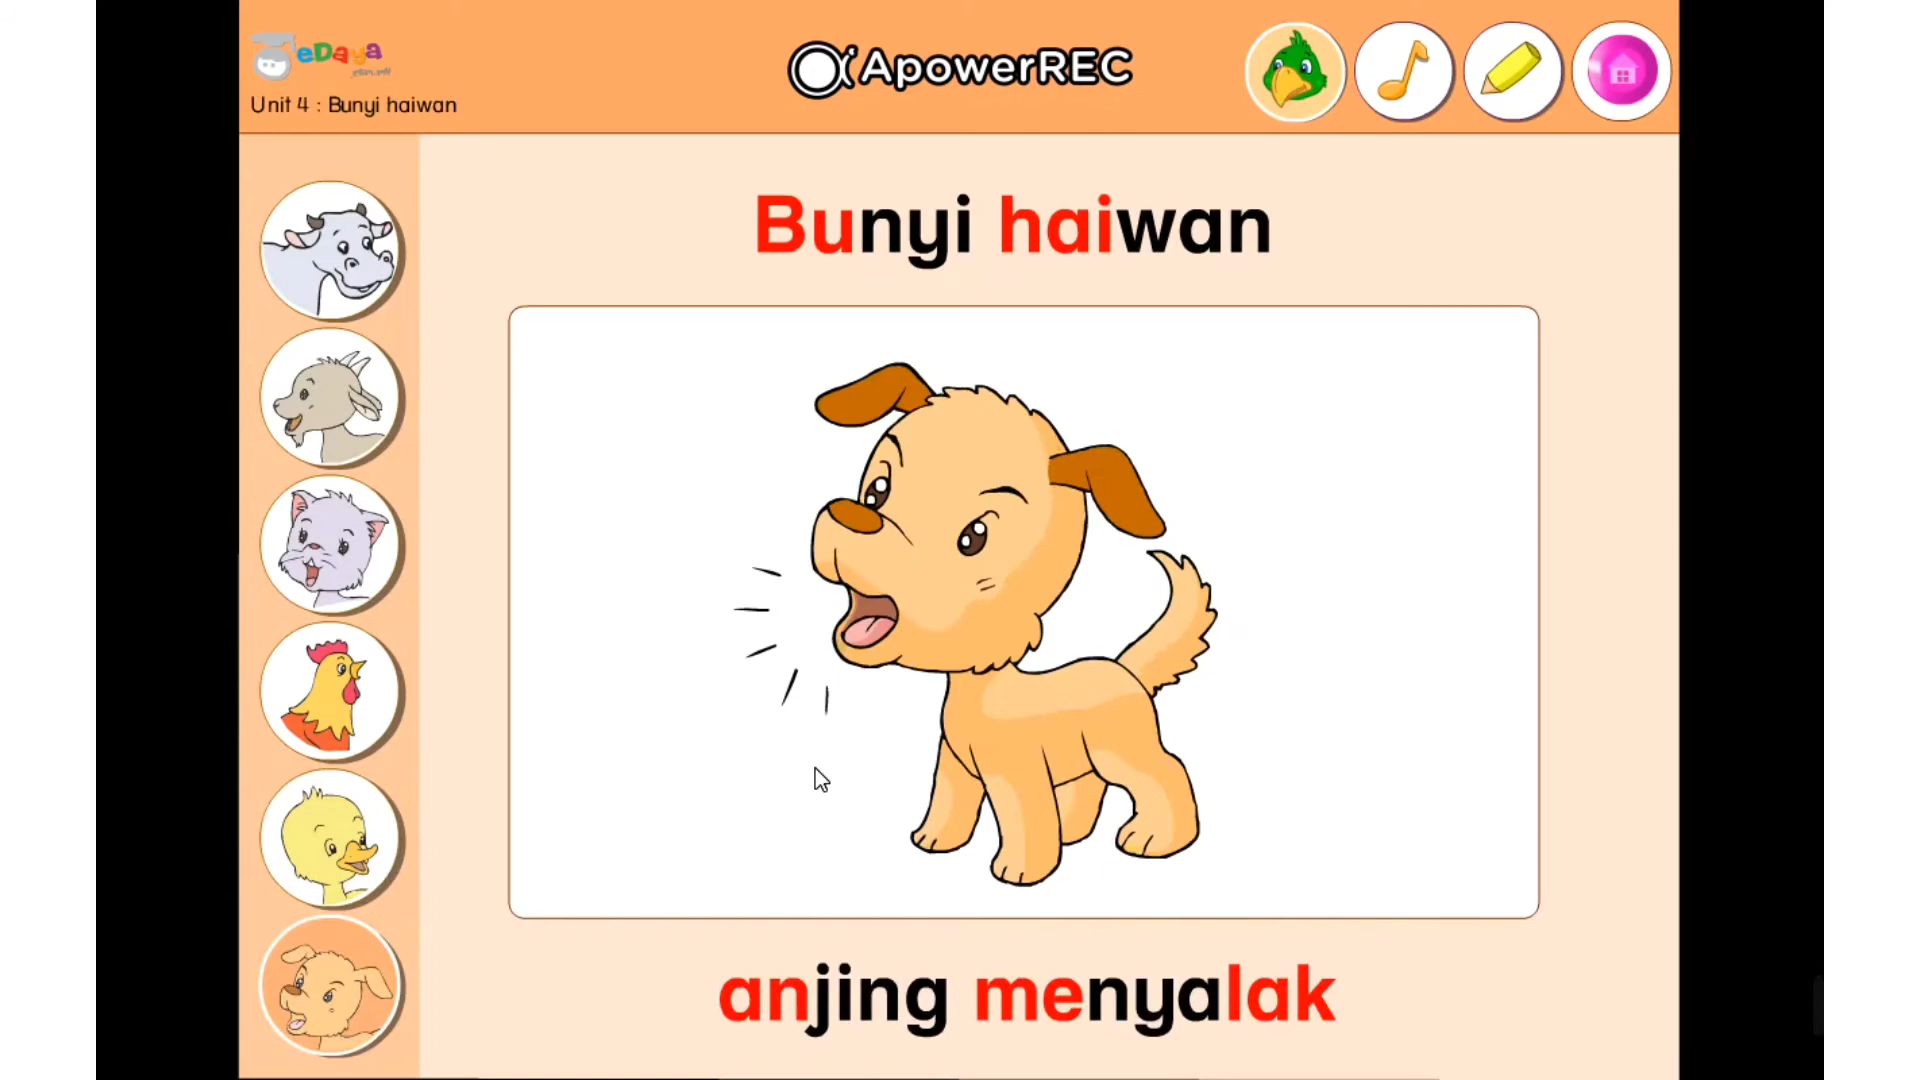 eDaya
Unit 4 : Bunyi haiwan
ApowerREC
Bunyi haiwan
anjing menyalak